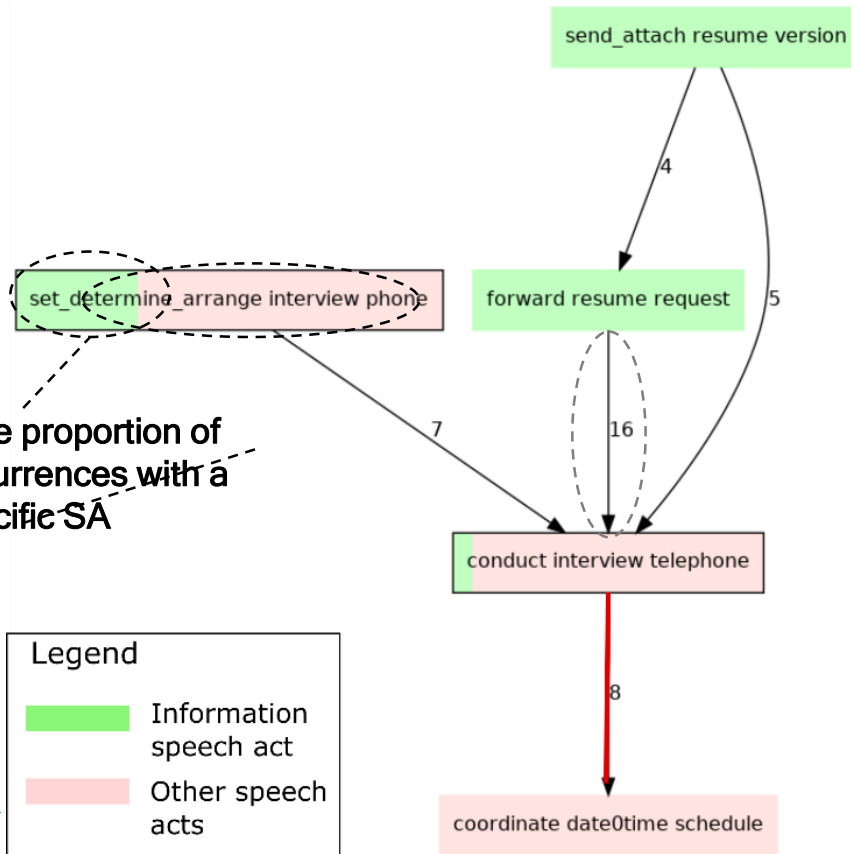 send_attach resume version
4
set_determine_arrange interview phone
forward resume request
5
7
16
e proportion of
urrences with a
cific SA
conduct interview telephone
8
Legend
Information
speech act
Other speech
acts
coordinate date0time schedule